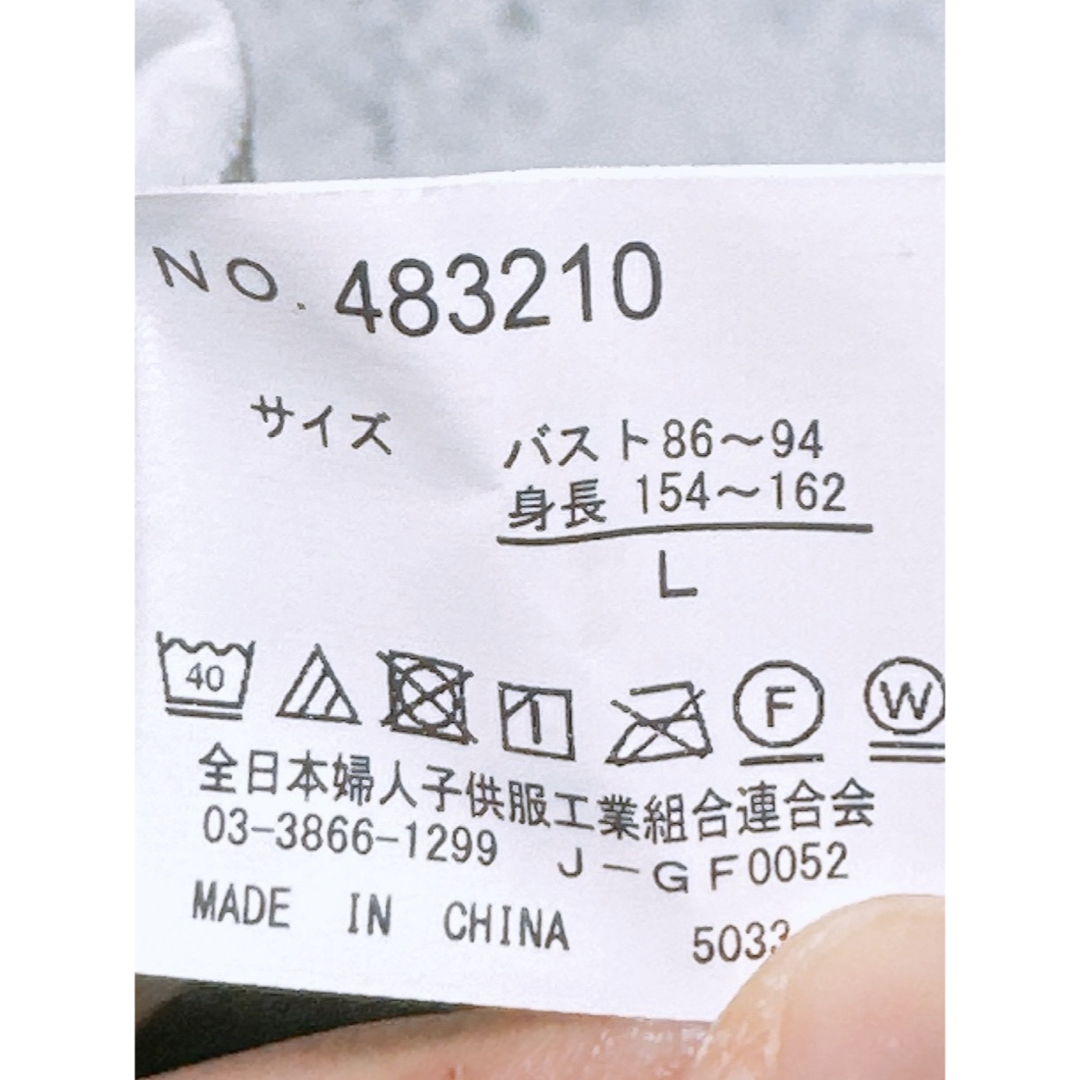 NO. 483210
サイズ
バスト86～94
身長 154～162
L
40
F
W
全日本婦人子供服工業組合連合会
03-3866-1299 J－GF0052
MADE IN CHINA 5033